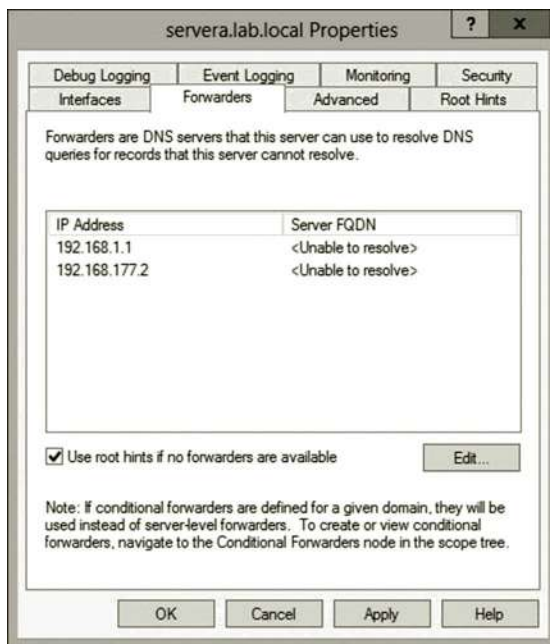 servera.lab.local Properties
? x
Debug Logging Event Logging Monitoring Security
Interfaces Forwarders Advanced Root Hints
Forwarders are DNS servers that this server can use to resolve DNS
queries for records that this server cannot resolve.
IP Address Server FQDN
192.168.1.1 <Unable to resolve>
192.168.177.2 <Unable to resolve>
Use root hints if no forwarders are available
Edit...
Note: If conditional forwarders are defined for a given domain, they will be
used instead of server-level forwarders. To create or view conditional
forwarders, navigate to the Conditional Forwarders node in the scope tree.
OK Cancel Apply Help